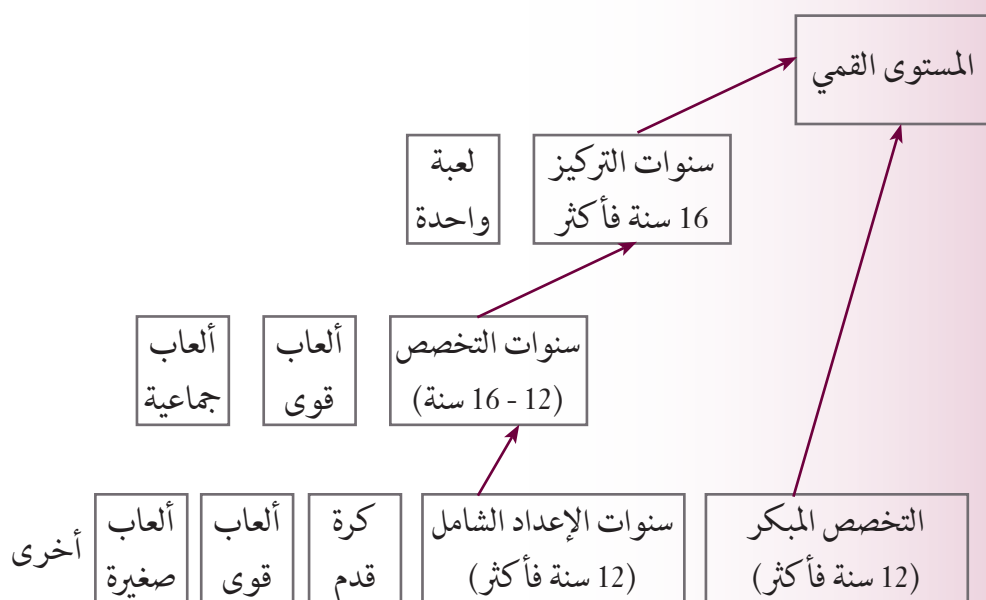 المستوى القمي
سنوات التركيز
16 سنة فأكثر
لعبة
واحدة
سنوات التخصص
(12 - 16 سنة)
ألعاب
قوى
ألعاب
جماعية
التخصص المبكر
(12 سنة فأكثر)
سنوات الإعداد الشامل
(12 سنة فأكثر)
كرة
قدم
ألعاب
قوى
ألعاب
صغيرة
أخرى